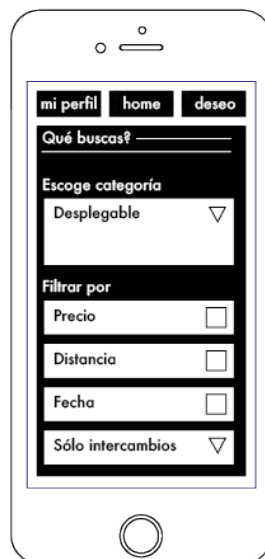 mi perfil home deseo
Qué buscas?
Escoge categoría
Desplegable
Filtrar por
Precio
Distancia
Fecha
Sólo intercambios